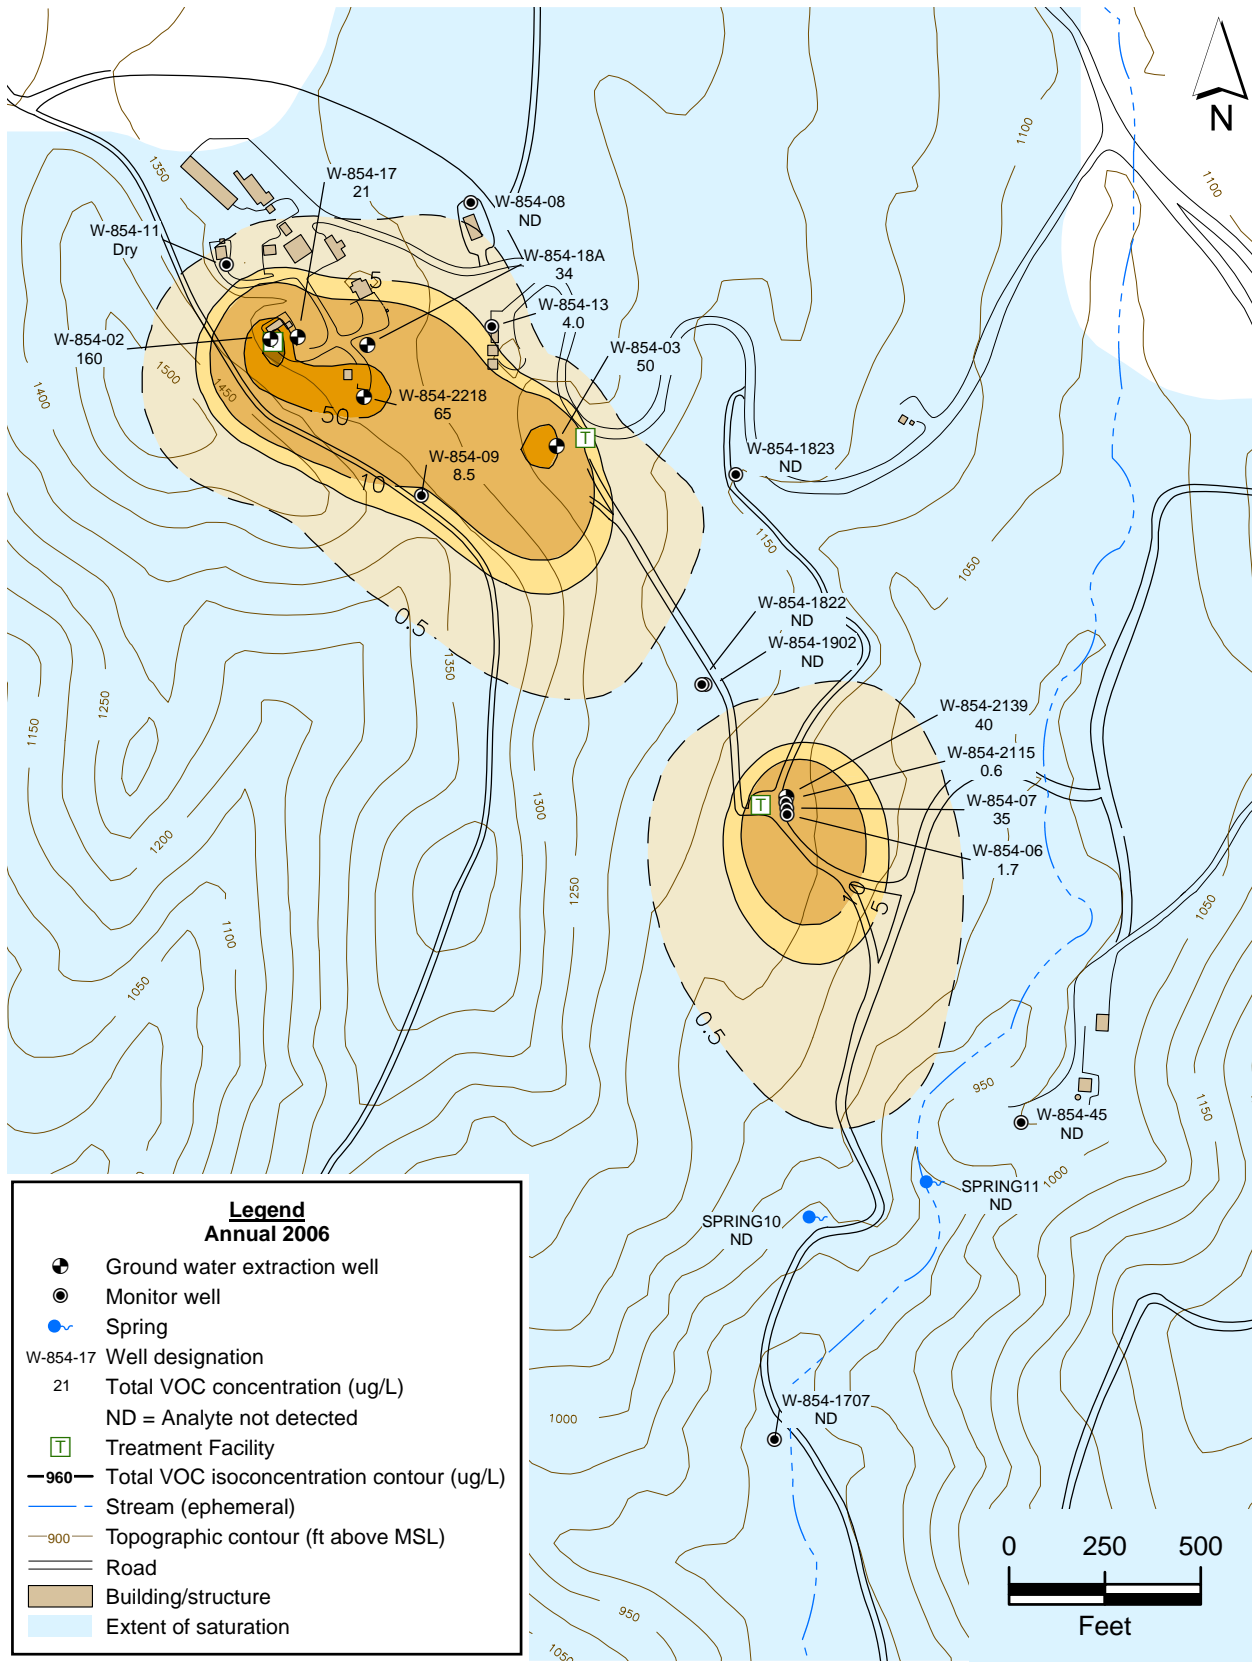 N
1350
1100
1100
W-854-17
21
W-854-08
ND
W-854-11
Dry
W-854-18A
34
5
W-854-13
4.0
W-854-02
160
W-854-03
50
1500
1450
1400
W-854-2218
65
50
W-854-09
8.5
10
W-854-1823
ND
1150
1050
W-854-1822
ND
W-854-1902
ND
0.5
1350
1250
1150
W-854-2139
40
W-854-2115
0.6
W-854-07
35
W-854-06
1.7
1300
1200
1250
10
5
1050
1100
1050
0.5
950
1150
W-854-45
ND
1000
SPRING11
ND
SPRING10
ND
W-854-1707
ND
1000
950
1050
Legend
Annual 2006
Ground water extraction well
Monitor well
Spring
W-854-17 Well designation
21 Total VOC concentration (ug/L)
ND = Analyte not detected
T Treatment Facility
960 Total VOC isoconcentration contour (ug/L)
Stream (ephemeral)
900 Topographic contour (ft above MSL)
Road
Building/structure
Extent of saturation
T
T
0 250 500
Feet